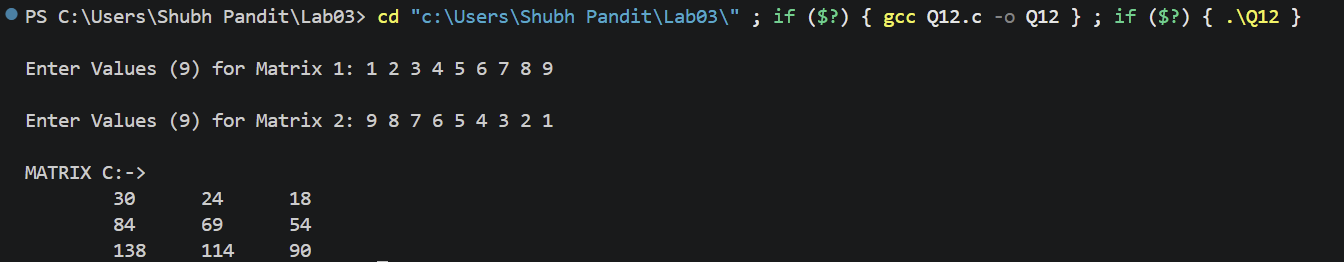 PS C:\Users\Shubh Pandit\Lab03> cd "c:\Users\Shubh Pandit\Lab03\" ; if ($?) { gcc Q12.c -o Q12 } ; if ($?) { .\Q12 }
Enter Values (9) for Matrix 1: 1 2 3 4 5 6 7 8 9
Enter Values (9) for Matrix 2: 9 8 7 6 5 4 3 2 1
MATRIX C:->
30 24 18
84 69 54
138 114 90